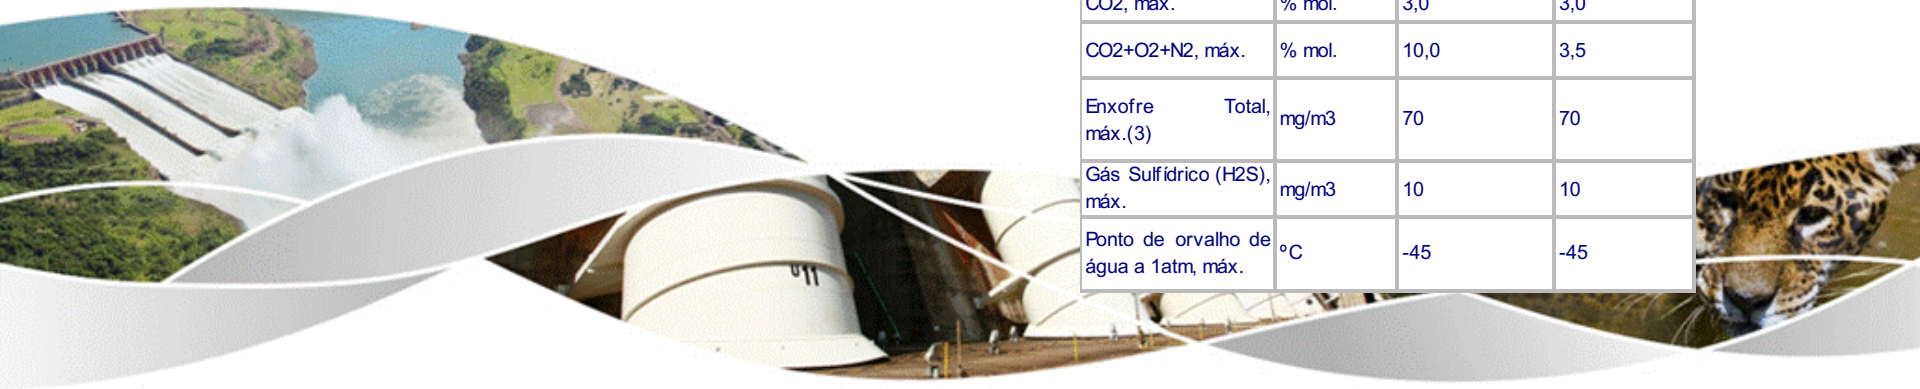 CO2, máx. % mol. 3,0 3,0
CO2+O2+N2, máx. % mol. 10,0 3,5
Enxofre Total,
máx.(3) mg/m3 70 70
Gás Sulfídrico (H2S),
máx. mg/m3 10 10
Ponto de orvalho de
água a 1atm, máx. ºC -45 -45
U11